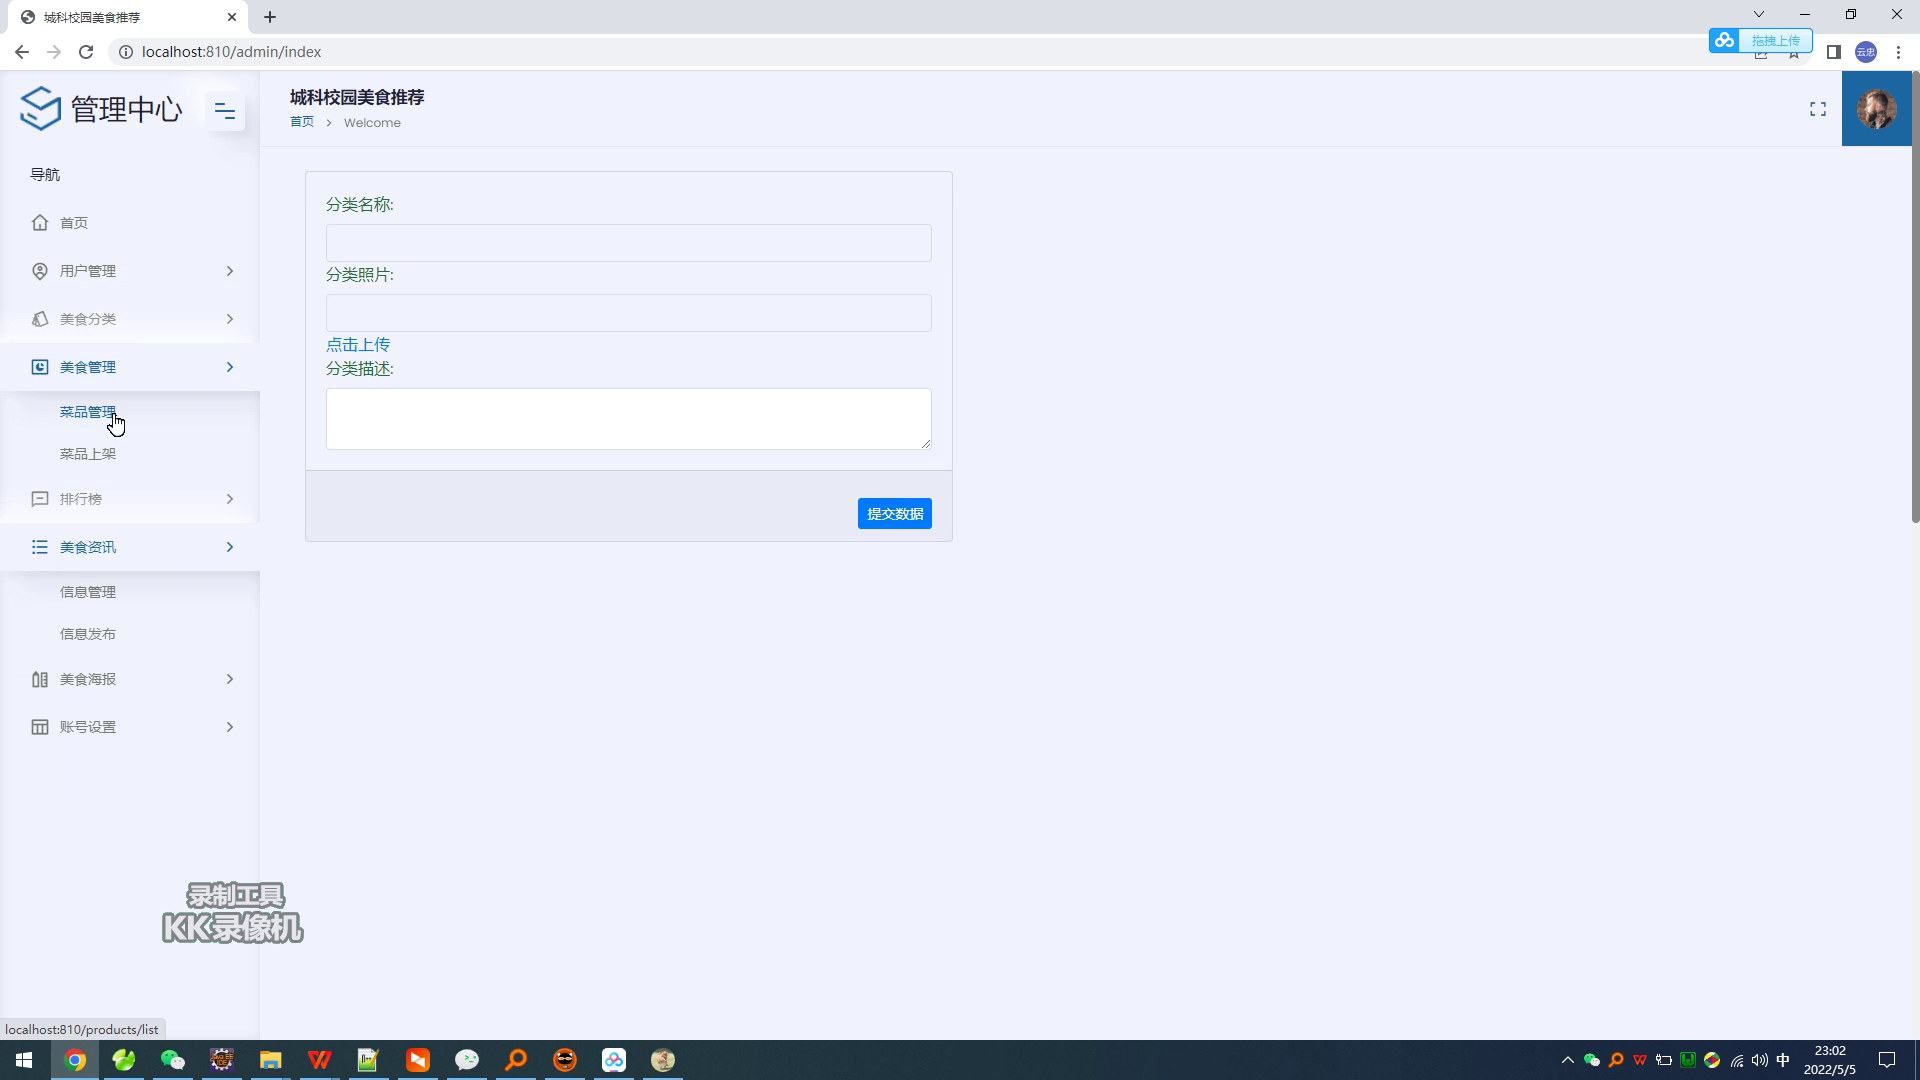 城科校园美食推荐
localhost:810/admin/index
拖拽上传
云忠
管理中心
城科校园美食推荐
首页 > Welcome
导航
首页
用户管理
美食分类
美食管理
菜品管理
菜品上架
排行榜
美食资讯
信息管理
信息发布
美食海报
账号设置
分类名称:
分类照片:
点击上传
分类描述:
提交数据
录制工具
KK录像机
localhost:810/products/list
中
23:02
2022/5/5